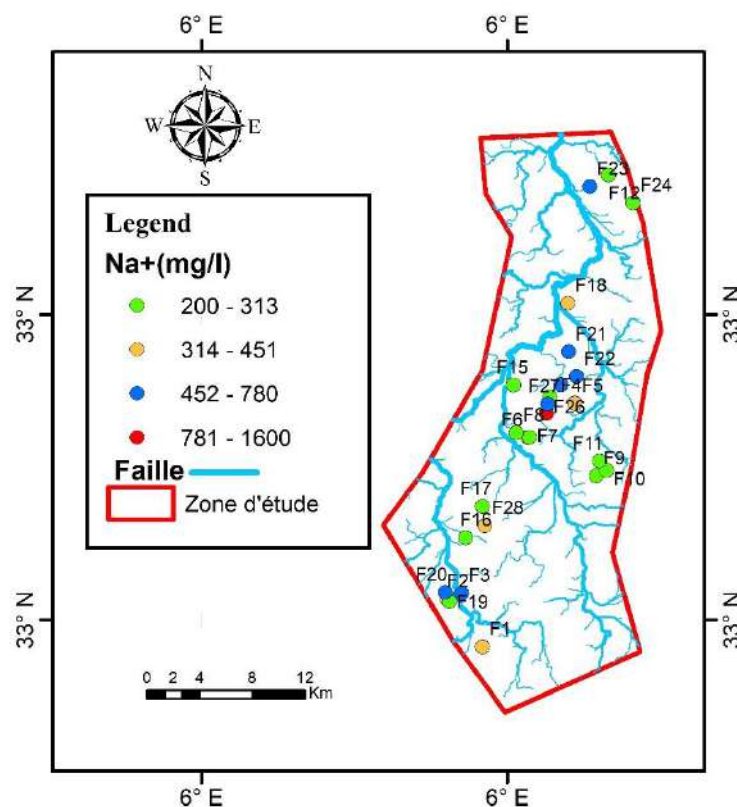 6° E 6° E
N
W E
S
Legend
Na+(mg/l)
200 - 313
314 - 451
452 - 780
781 - 1600
Faille
Zone d'étude
33° N 33° N
33° N 33° N
F23
F12 F24
F18
F21
F22
F15
F27 F4 F5
F26
F6 F8
F7
F11
F9
F10
F17
F28
F16
F20 F2 F3
F19
F1
0 2 4 8 12
Km
6° E 6° E